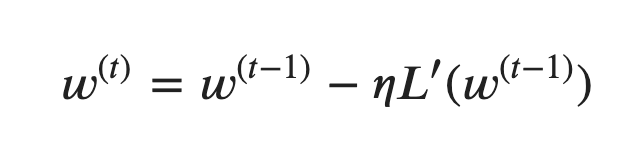 w^{(t)} = w^{(t−1)} − ηL′(w^{(t−1)})